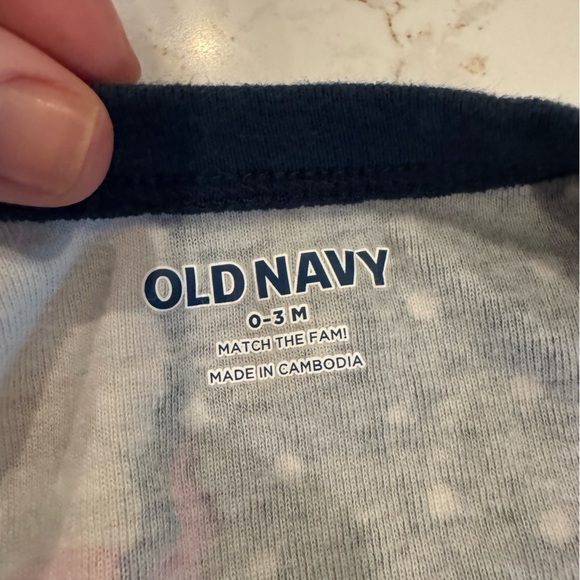 OLD NAVY
0-3 M
MATCH THE FAM!
MADE IN CAMBODIA